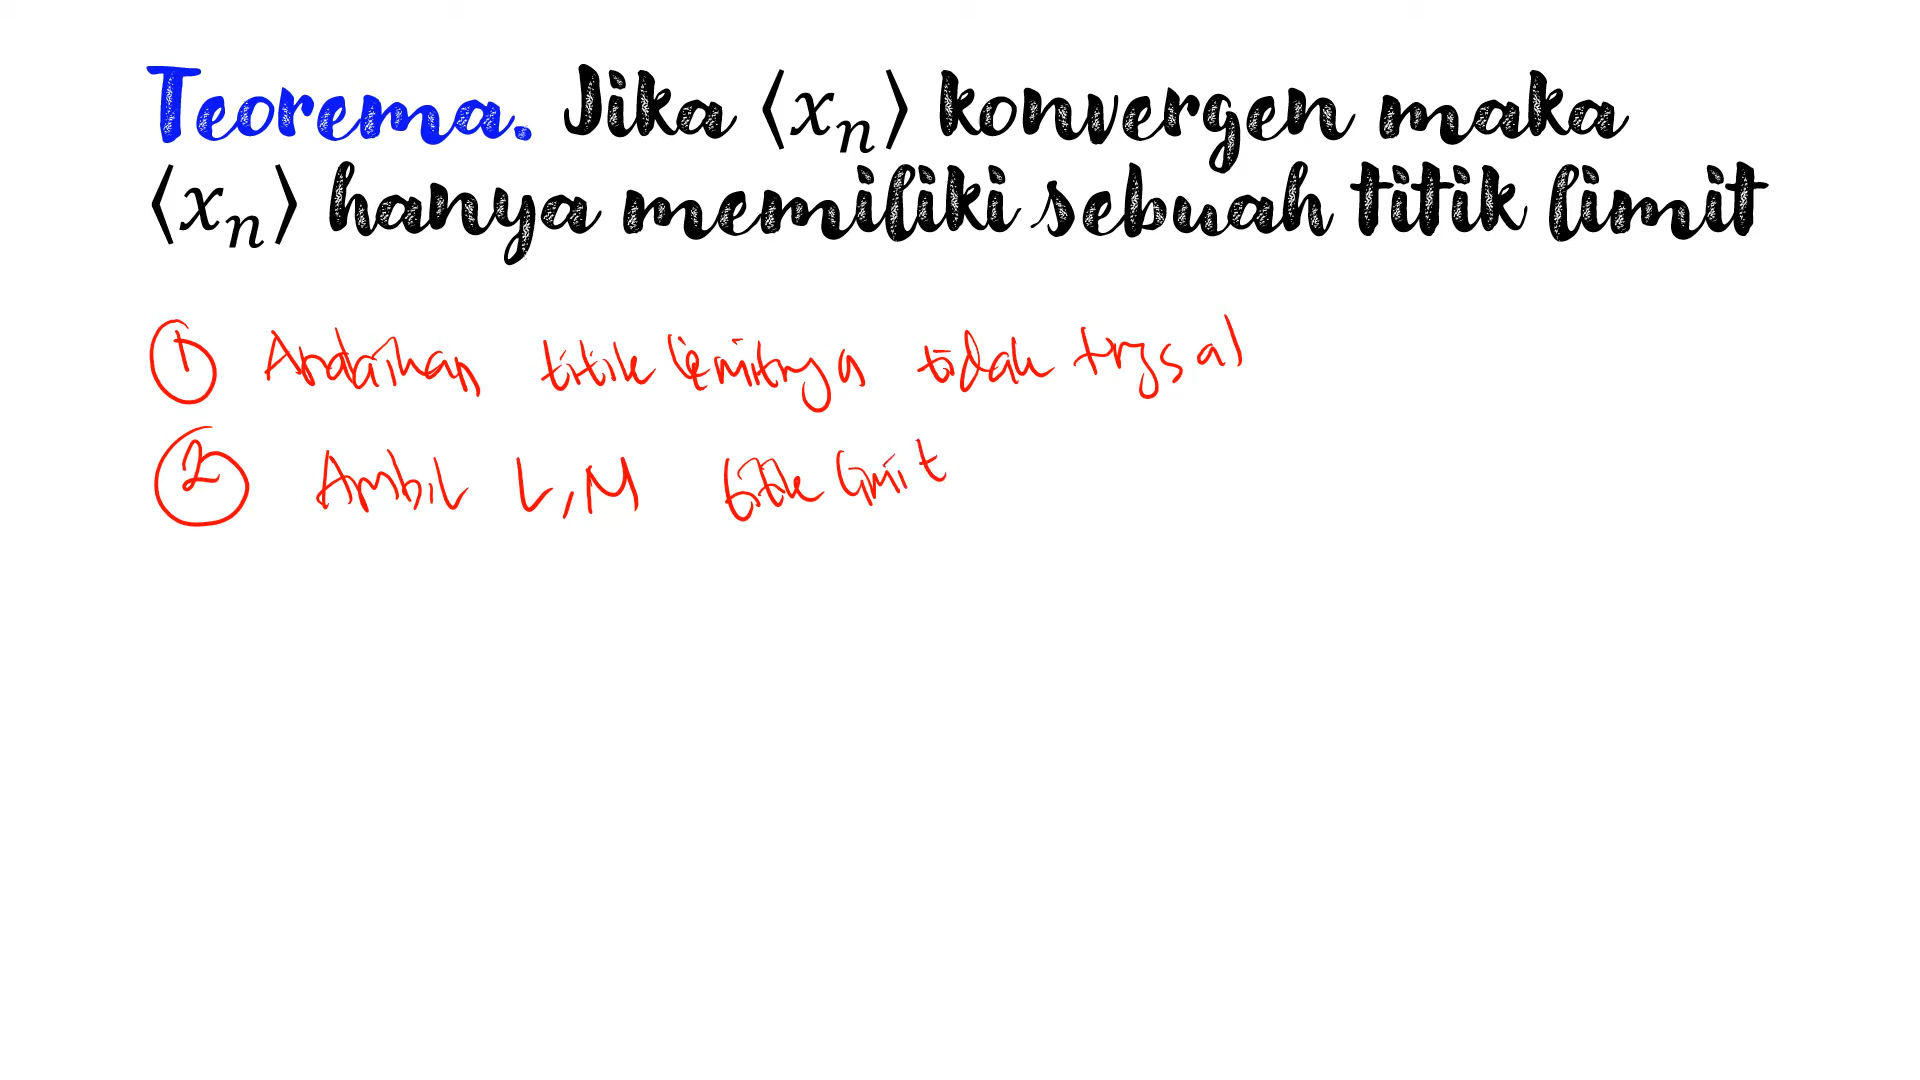 Teorema. Jika ⟨xₙ⟩ konvergen maka
⟨xₙ⟩ hanya memiliki sebuah titik limit
① Andaikan titik limitnya tidak
② Ambil L, M titik limit